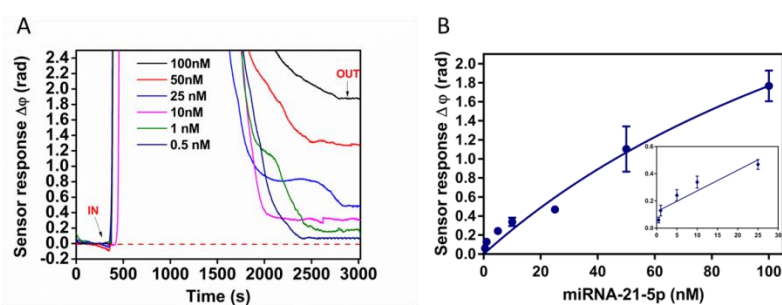 A
Sensor response Δφ (rad)
2.4
2.2
2.0
1.8
1.6
1.4
1.2
1.0
0.8
0.6
0.4
0.2
0.0
-0.2
100nM
50nM
25 nM
10nM
1 nM
0.5 nM
OUT
IN
0 500 1000 1500 2000 2500 3000
Time (s)
B
Sensor response Δφ (rad)
2.0
1.8
1.6
1.4
1.2
1.0
0.8
0.6
0.4
0.2
0.0
0.6
0.4
0.2
0.0
0 5 10 15 20 25 30
0 20 40 60 80 100
miRNA-21-5p (nM)